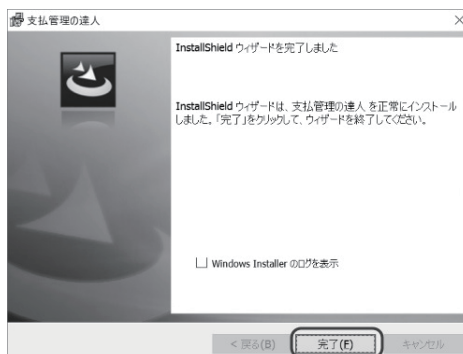 支払管理の達人
InstallShield ウィザードを完了しました
InstallShield ウィザードは、支払管理の達人 を正常にインストール
しました。「完了」をクリックして、ウィザードを終了してください。
Windows Installer のログを表示
< 戻る(B)
完了(F)
キャンセル